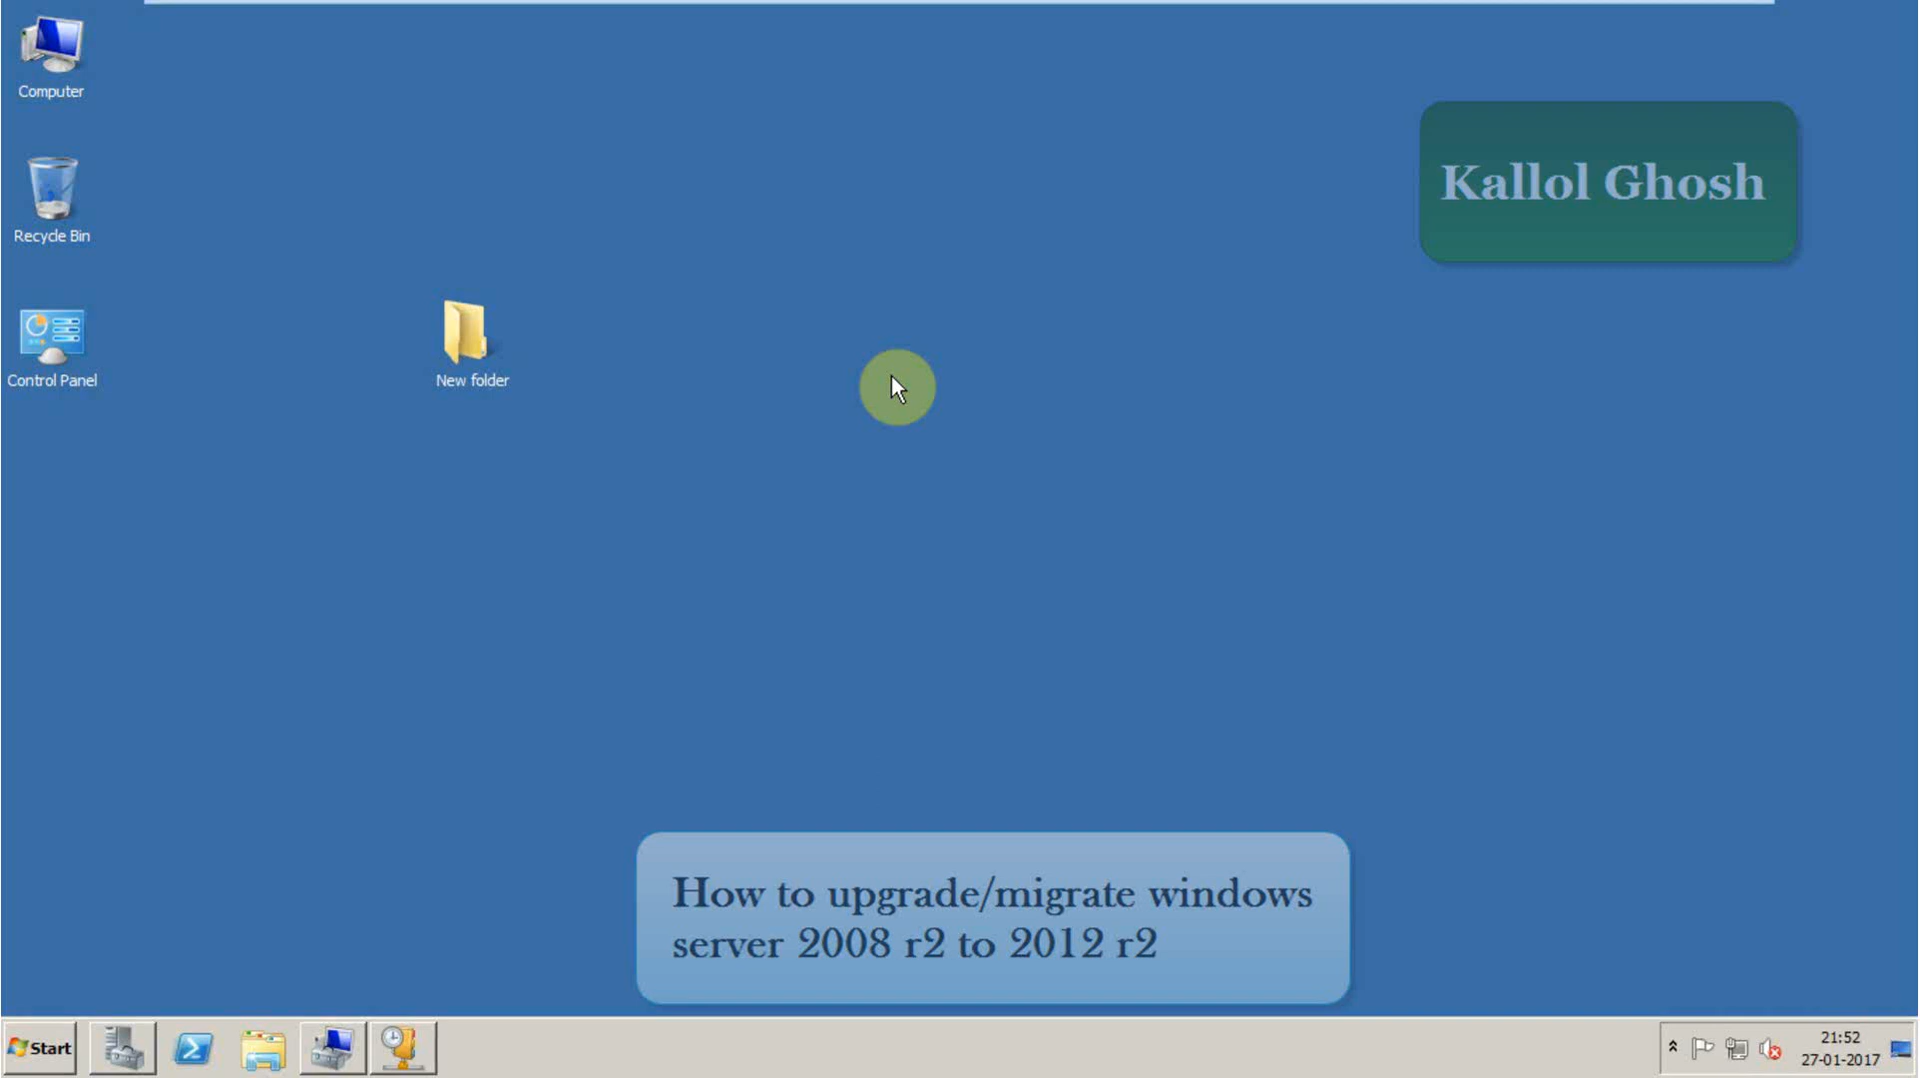 Computer
Recycle Bin
Control Panel
New folder
Kallol Ghosh
How to upgrade/migrate windows
server 2008 r2 to 2012 r2
Start
21:52
27-01-2017